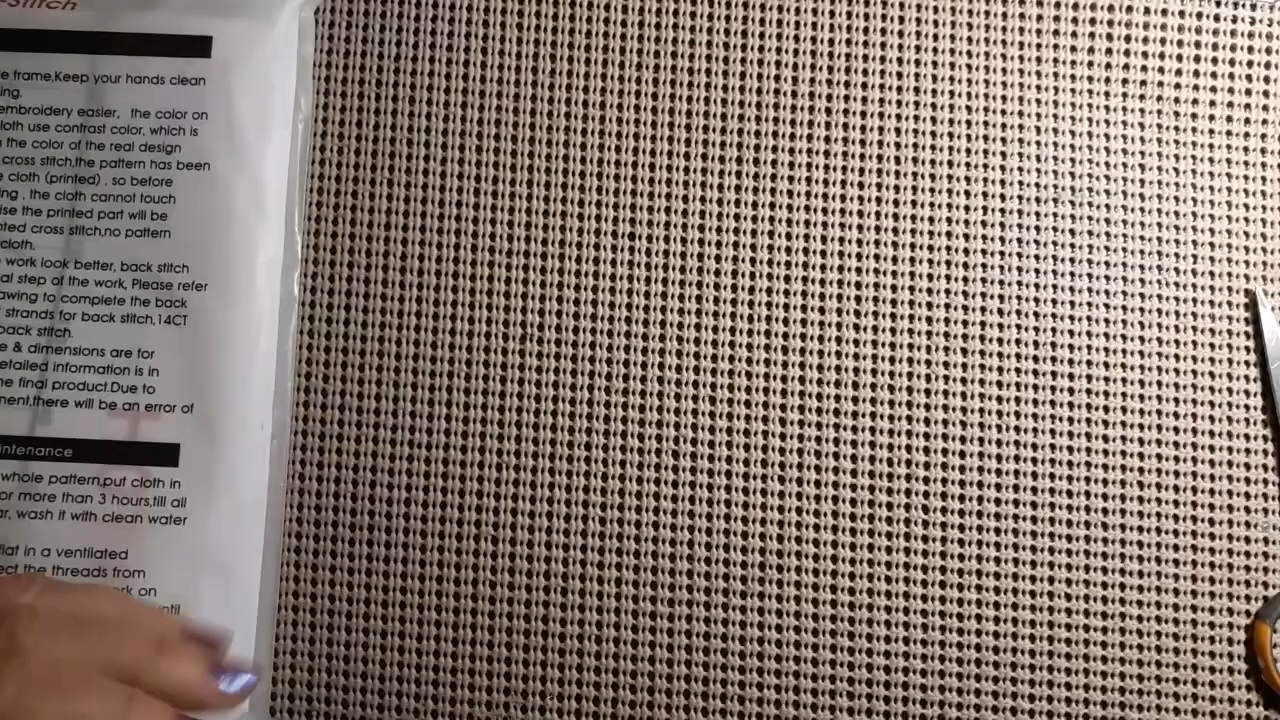 -Stitch
e frame,Keep your hands clean
ing.
embroidery easier, the color on
loth use contrast color, which is
the color of the real design
cross stitch,the pattern has been
e cloth (printed) , so before
ing , the cloth cannot touch
ise the printed part will be
nted cross stitch,no pattern
cloth.
work look better, back stitch
al step of the work, Please refer
awing to complete the back
strands for back stitch,14CT
back stitch.
e & dimensions are for
etailed information is in
he final product.Due to
ment,there will be an error of
intenance
whole pattern,put cloth in
or more than 3 hours,till all
ar, wash it with clean water
flat in a ventilated
ect the threads from
rk on
ntil